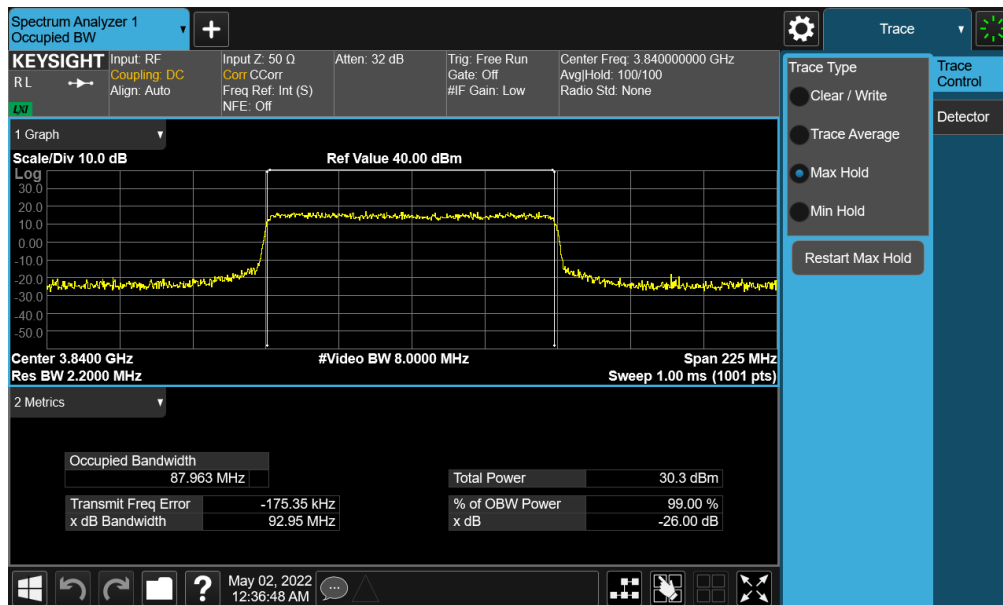 Spectrum Analyzer 1
Occupied BW
+
Trace
KEYSIGHT
R L
LXI
Input: RF
Coupling: DC
Align: Auto
Input Z: 50 Ω
Corr CCorr
Freq Ref: Int (S)
NFE: Off
Atten: 32 dB
Trig: Free Run
Gate: Off
#IF Gain: Low
Center Freq: 3.840000000 GHz
Avg|Hold: 100/100
Radio Std: None
Trace Type
Clear / Write
Trace Average
Max Hold
Min Hold
Restart Max Hold
Trace
Control
Detector
1 Graph
Scale/Div 10.0 dB
Ref Value 40.00 dBm
Log
30.0
20.0
10.0
0.00
-10.0
-20.0
-30.0
-40.0
-50.0
Center 3.8400 GHz
#Video BW 8.0000 MHz
Span 225 MHz
Res BW 2.2000 MHz
Sweep 1.00 ms (1001 pts)
2 Metrics
Occupied Bandwidth
87.963 MHz
Total Power 30.3 dBm
Transmit Freq Error -175.35 kHz
% of OBW Power 99.00 %
x dB Bandwidth 92.95 MHz
x dB -26.00 dB
?
May 02, 2022
12:36:48 AM